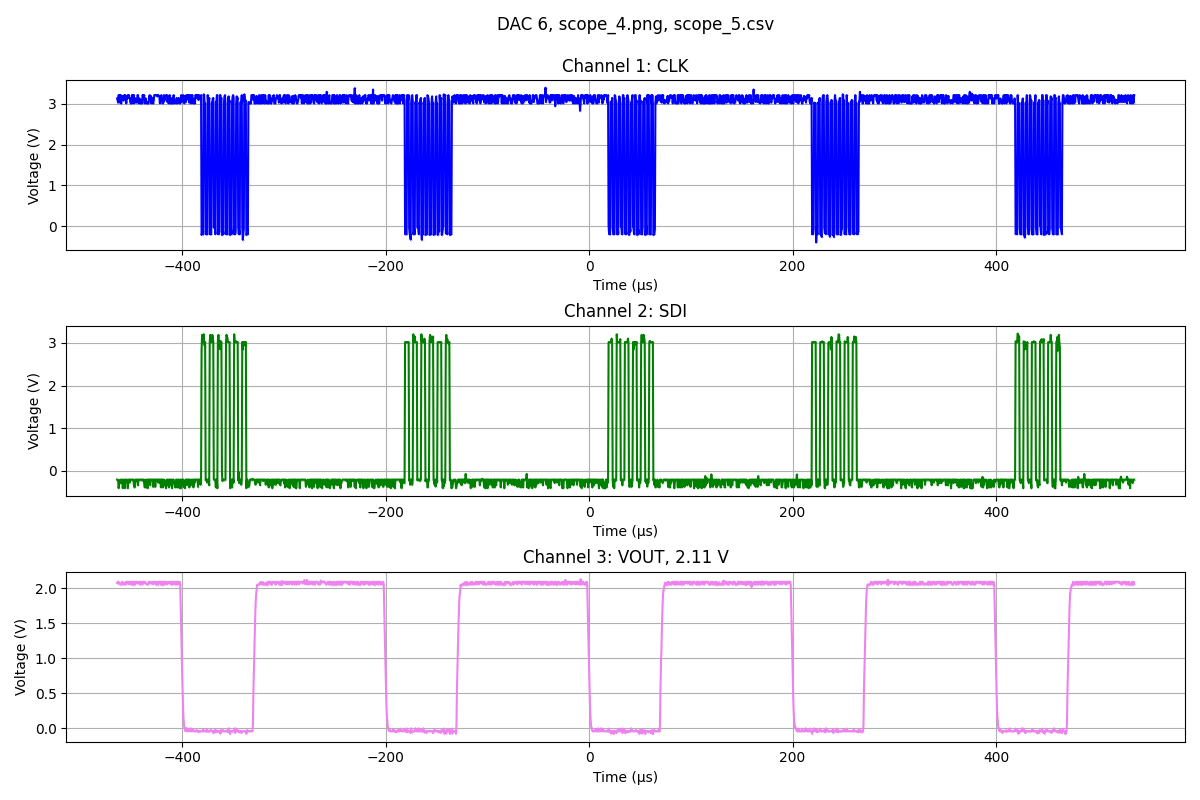 DAC 6, scope_4.png, scope_5.csv
Channel 1: CLK
Voltage (V)
3
2
1
0
−400
−200
0
200
400
Time (µs)
Channel 2: SDI
Voltage (V)
3
2
1
0
−400
−200
0
200
400
Time (µs)
Channel 3: VOUT, 2.11 V
Voltage (V)
2.0
1.5
1.0
0.5
0.0
−400
−200
0
200
400
Time (µs)